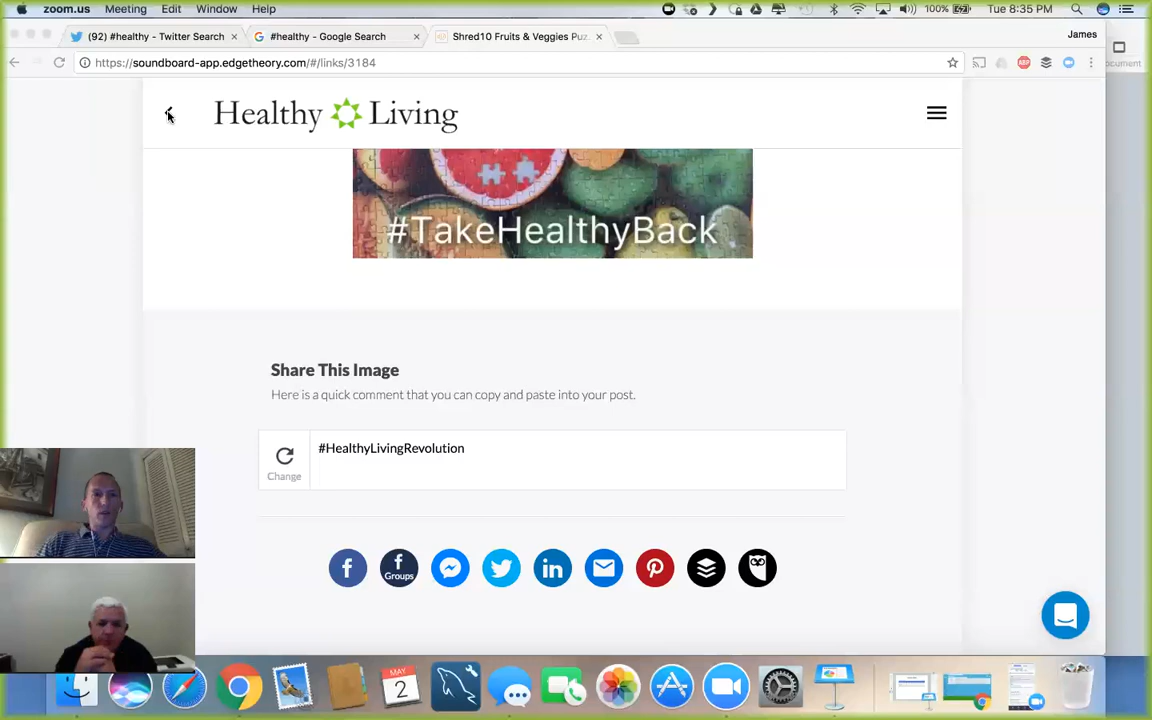 zoom.us Meeting Edit Window Help 100% Tue 8:35 PM
(92) #healthy - Twitter Search #healthy - Google Search Shred10 Fruits & Veggies Puz James
https://soundboard-app.edgetheory.com/#/links/3184
ocument
Healthy Living
#TakeHealthyBack
Share This Image
Here is a quick comment that you can copy and paste into your post.
#HealthyLivingRevolution
Change
f Groups
MAY
2